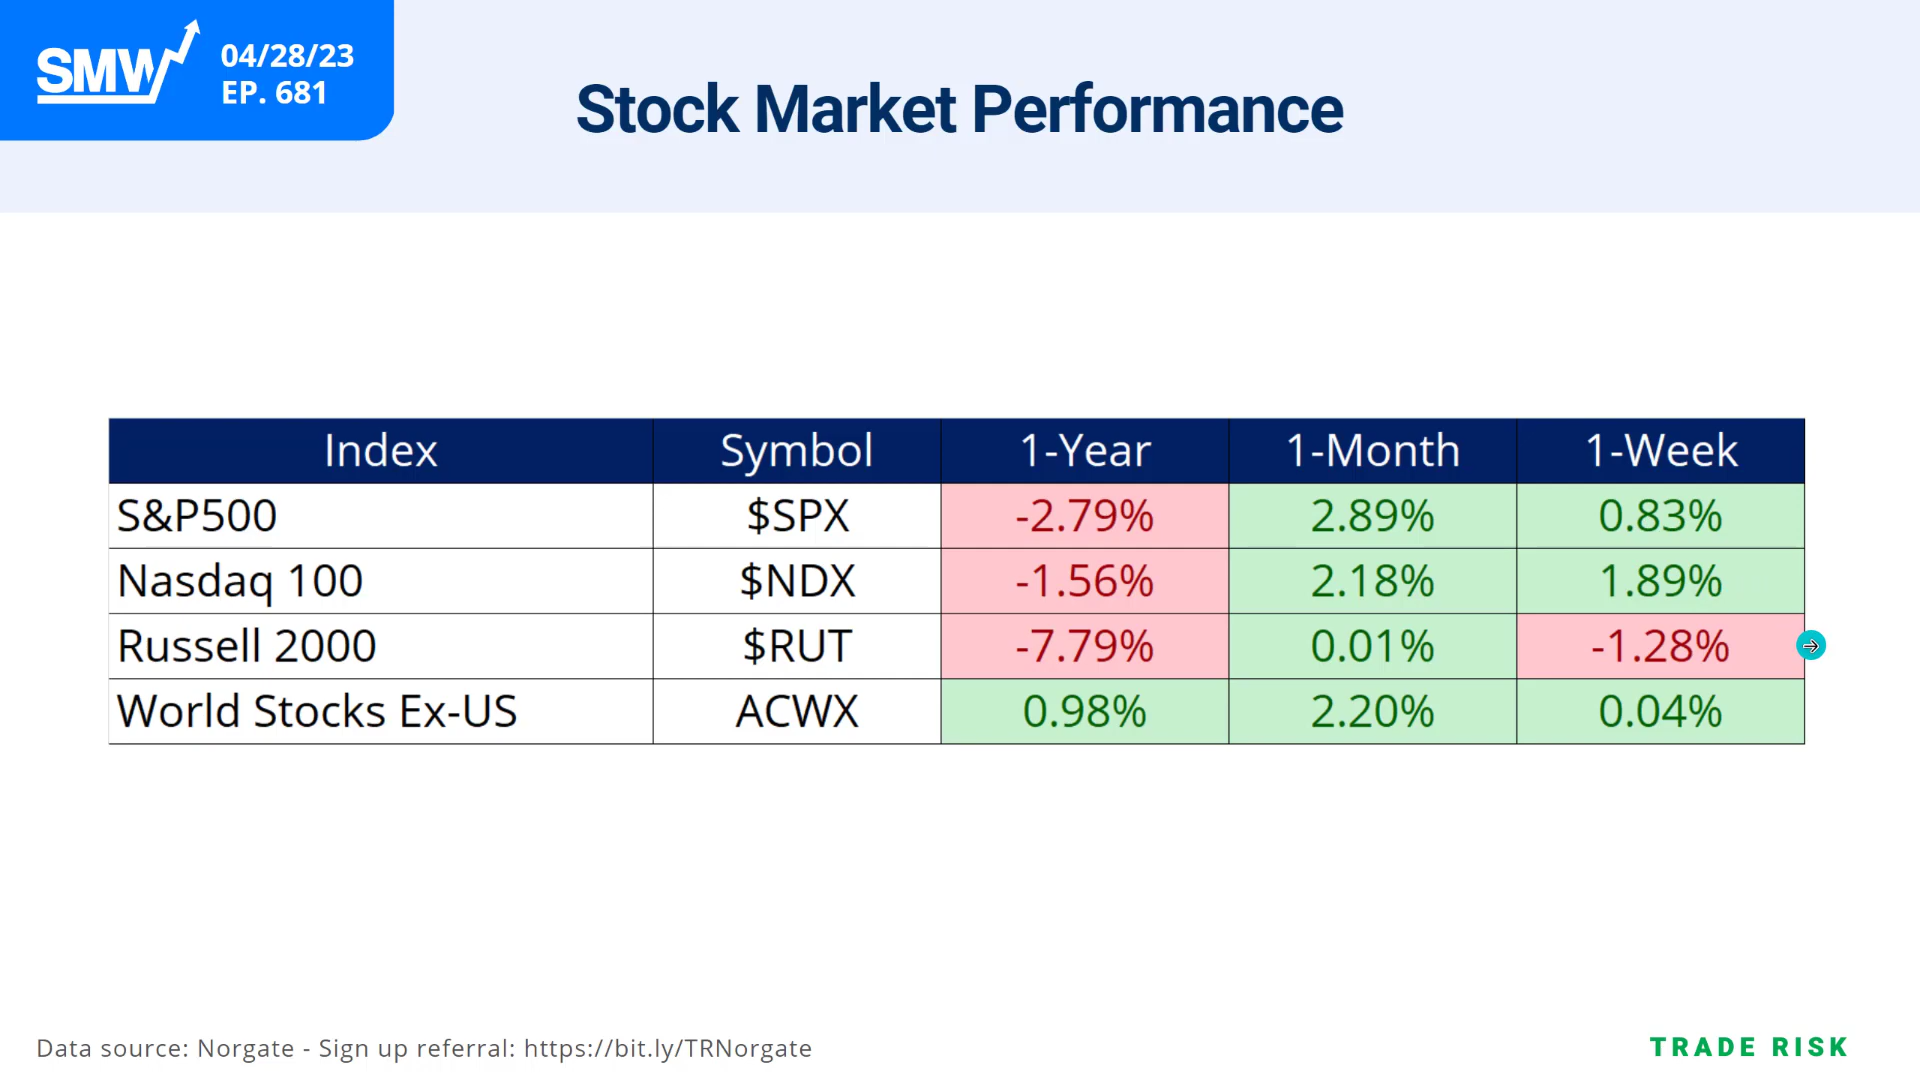 SMW
04/28/23
EP. 681
Stock Market Performance
Index Symbol 1-Year 1-Month 1-Week
S&P500 $SPX -2.79% 2.89% 0.83%
Nasdaq 100 $NDX -1.56% 2.18% 1.89%
Russell 2000 $RUT -7.79% 0.01% -1.28%
World Stocks Ex-US ACWX 0.98% 2.20% 0.04%
Data source: Norgate - Sign up referral: https://bit.ly/TRNorgate
TRADE RISK